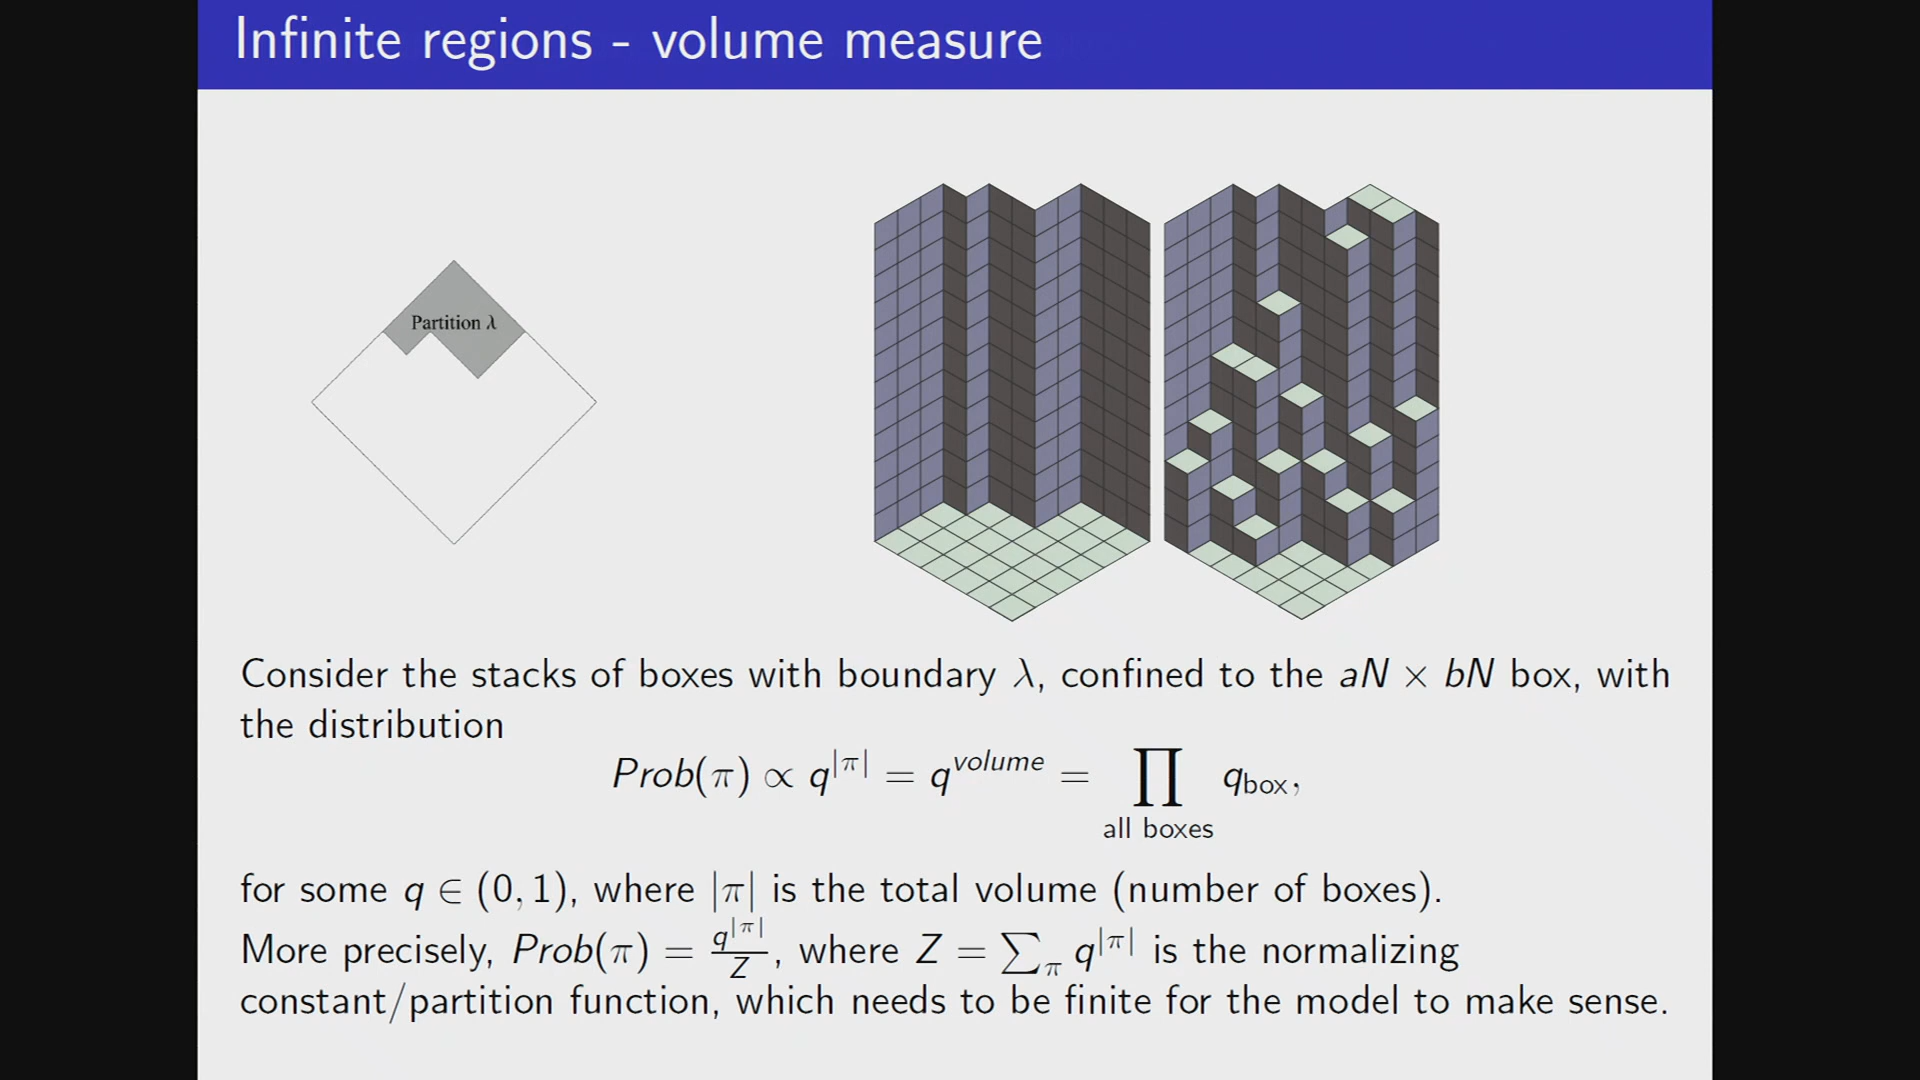 Infinite regions - volume measure
Partition λ
Consider the stacks of boxes with boundary λ, confined to the aN × bN box, with
the distribution
Prob(π) ∝ q^{|π|} = q^{volume} = ∏_{all boxes} q_{box},
for some q ∈ (0, 1), where |π| is the total volume (number of boxes).
More precisely, Prob(π) = \frac{q^{|π|}}{Z}, where Z = ∑_π q^{|π|} is the normalizing
constant/partition function, which needs to be finite for the model to make sense.